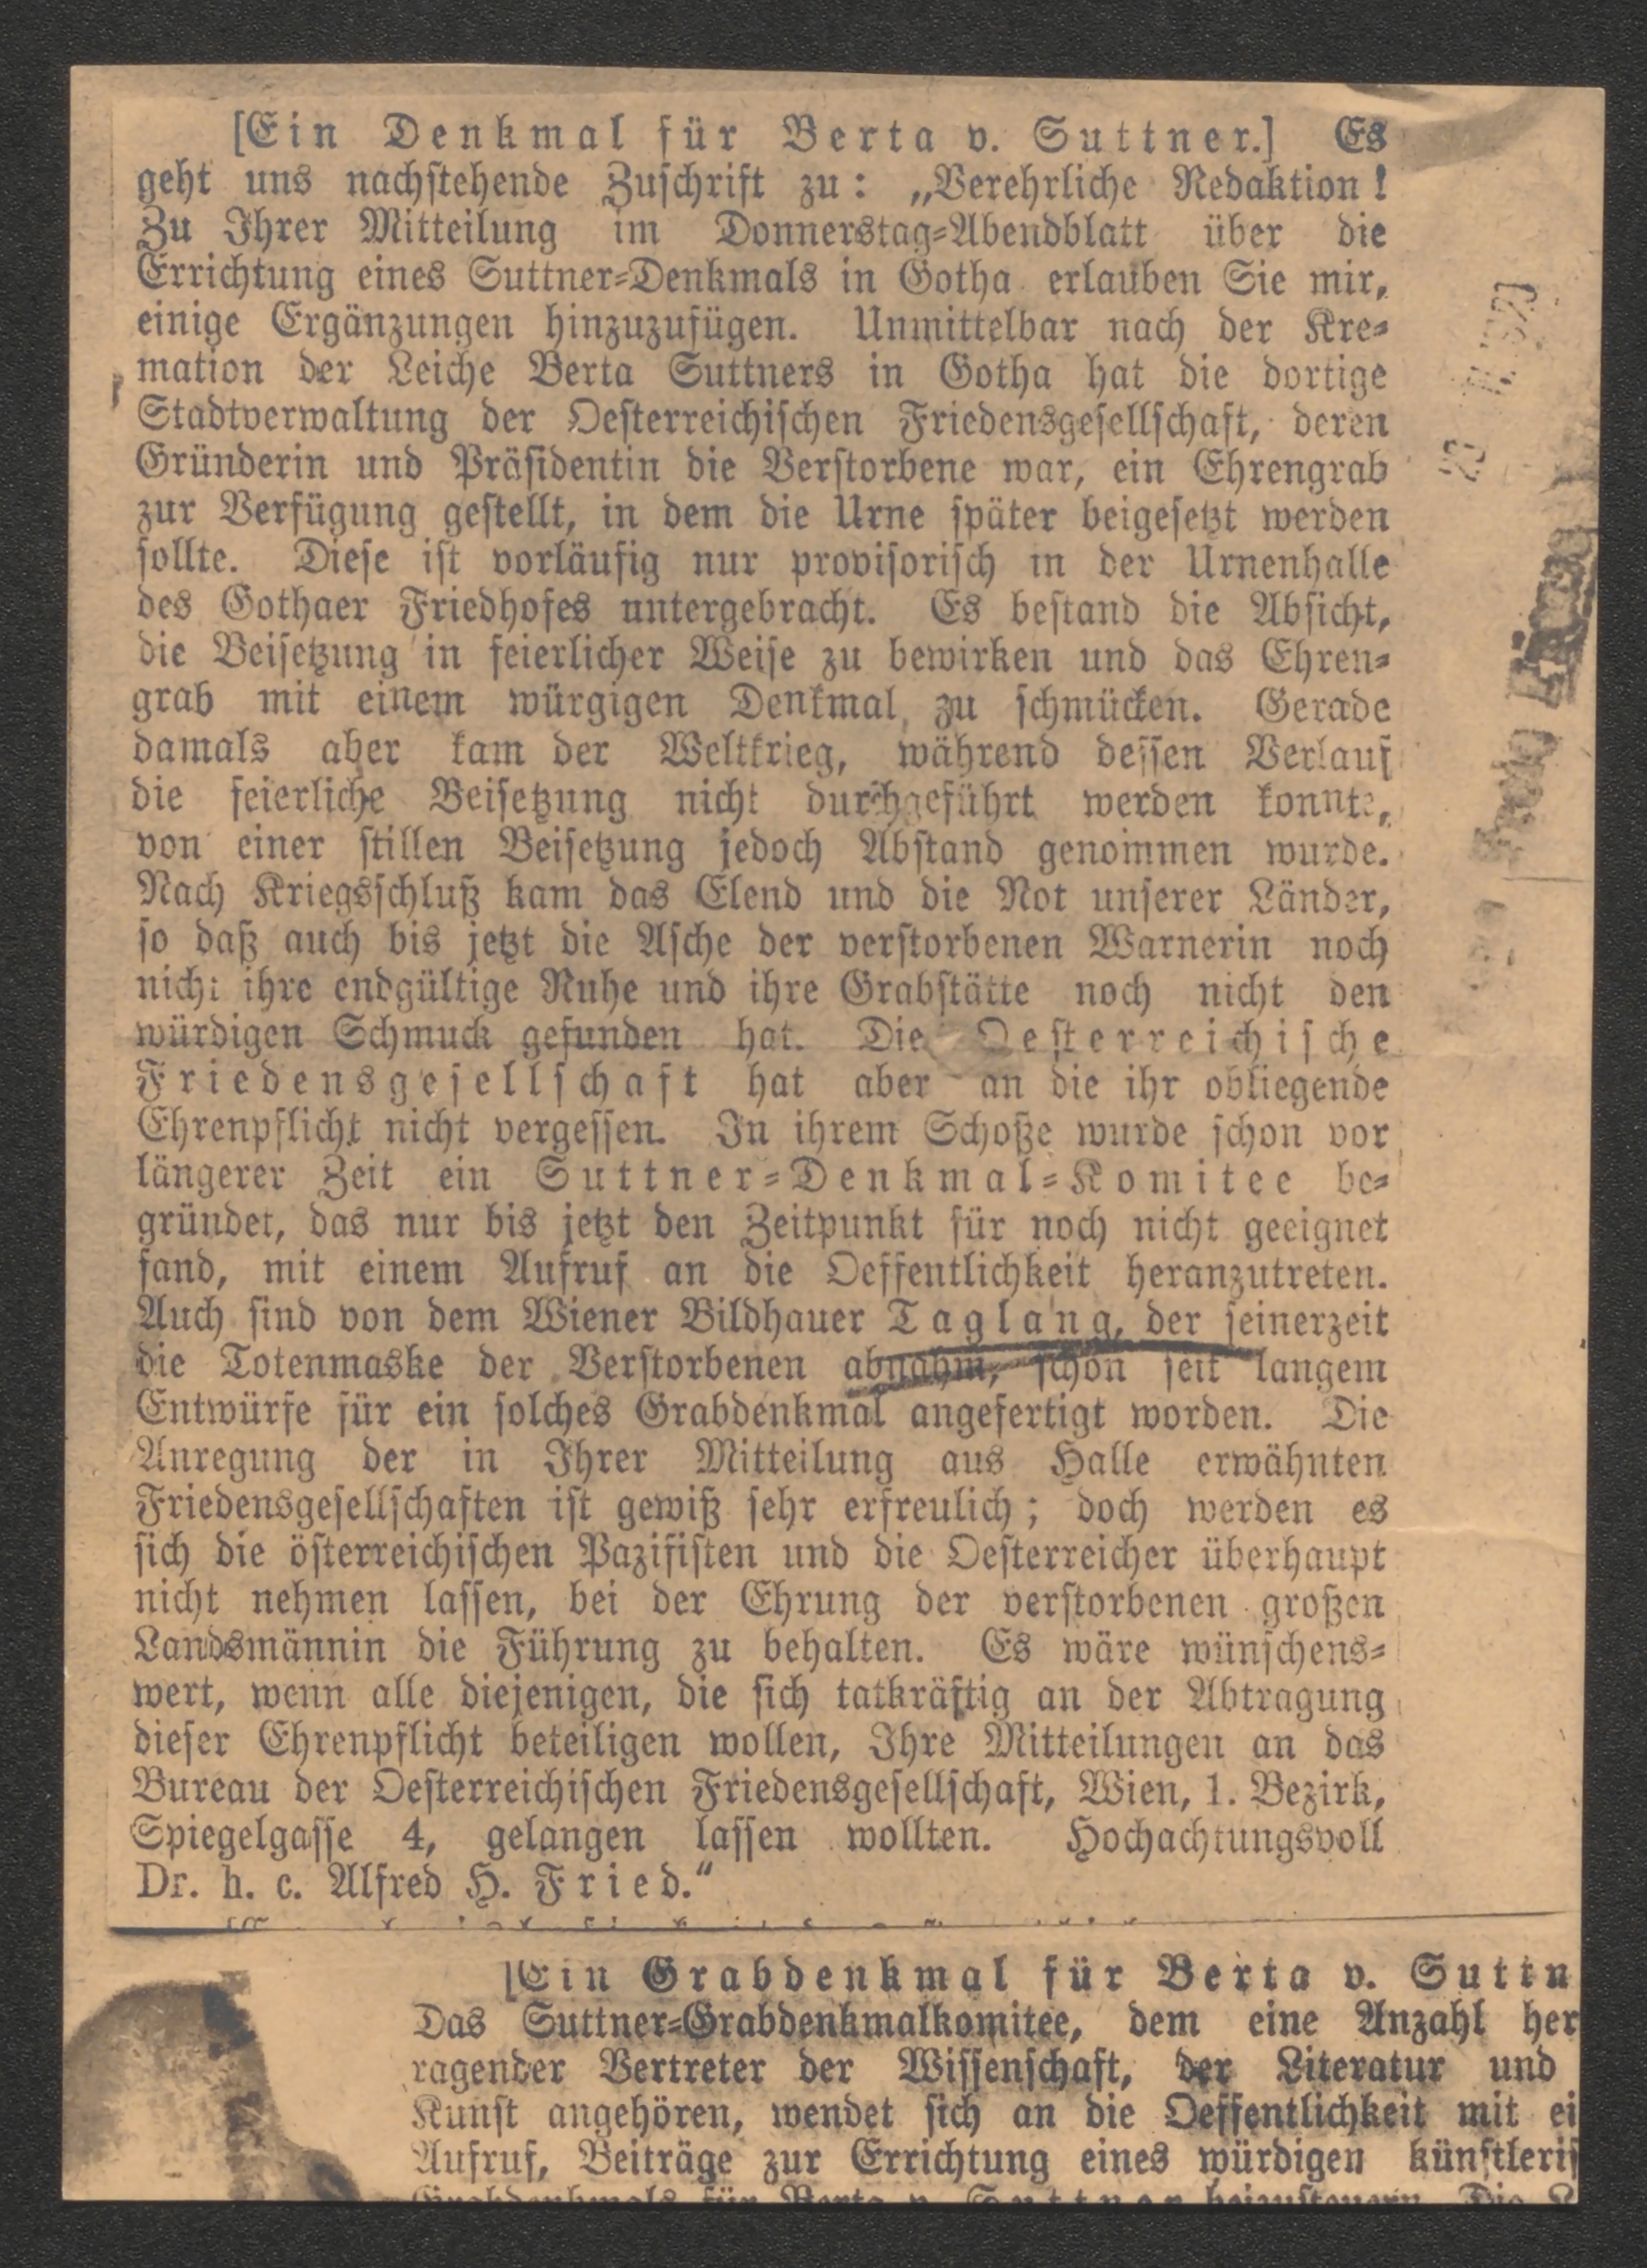 [Ein Denkmal für Berta v. Suttner.] Es
geht uns nachstehende Zuschrift zu: „Verehrliche Redaktion!
Zu Ihrer Mitteilung im Donnerstag-Abendblatt über die
Errichtung eines Suttner-Denkmals in Gotha erlauben Sie mir,
einige Ergänzungen hinzuzufügen. Unmittelbar nach der Kre-
mation der Leiche Berta Suttners in Gotha hat die dortige
Stadtverwaltung der Oesterreichischen Friedensgesellschaft, deren
Gründerin und Präsidentin die Verstorbene war, ein Ehrengrab
zur Verfügung gestellt, in dem die Urne später beigesetzt werden
sollte. Diese ist vorläufig nur provisorisch in der Urnenhalle
des Gothaer Friedhofes untergebracht. Es bestand die Absicht,
die Beisetzung in feierlicher Weise zu bewirken und das Ehren-
grab mit einem würgigen Denkmal zu schmücken. Gerade
damals aber kam der Weltkrieg, während dessen Verlauf
die feierliche Beisetzung nicht durchgeführt werden konnte,
von einer stillen Beisetzung jedoch Abstand genommen wurde.
Nach Kriegsschluß kam das Elend und die Not unserer Länder,
so daß auch bis jetzt die Asche der verstorbenen Warnerin noch
nicht ihre endgültige Ruhe und ihre Grabstätte noch nicht den
würdigen Schmuck gefunden hat. Die Oesterreichische
Friedensgesellschaft hat aber an die ihr obliegende
Ehrenpflicht nicht vergessen. In ihrem Schoße wurde schon vor
längerer Zeit ein Suttner-Denkmal-Komitee be-
gründet, das nur bis jetzt den Zeitpunkt für noch nicht geeignet
fand, mit einem Aufruf an die Oeffentlichkeit heranzutreten.
Auch sind von dem Wiener Bildhauer Taglang, der seinerzeit
die Totenmaske der Verstorbenen abnahm, schon seit langem
Entwürfe für ein solches Grabdenkmal angefertigt worden. Die
Anregung der in Ihrer Mitteilung aus Halle erwähnten
Friedensgesellschaften ist gewiß sehr erfreulich; doch werden es
sich die österreichischen Pazifisten und die Oesterreicher überhaupt
nicht nehmen lassen, bei der Ehrung der verstorbenen großen
Landsmännin die Führung zu behalten. Es wäre wünschens-
wert, wenn alle diejenigen, die sich tatkräftig an der Abtragung
dieser Ehrenpflicht beteiligen wollen, Ihre Mitteilungen an das
Bureau der Oesterreichischen Friedensgesellschaft, Wien, 1. Bezirk,
Spiegelgasse 4, gelangen lassen wollten. Hochachtungsvoll
Dr. h. c. Alfred H. Fried.“
[Ein Grabdenkmal für Berta v. Suttn
Das Suttner-Grabdenkmalkomitee, dem eine Anzahl her
ragender Vertreter der Wissenschaft, der Literatur und
Kunst angehören, wendet sich an die Oeffentlichkeit mit ei
Aufruf, Beiträge zur Errichtung eines würdigen künstleris
Grabdenkmals für Berta v. Suttner beizusteuern. Die